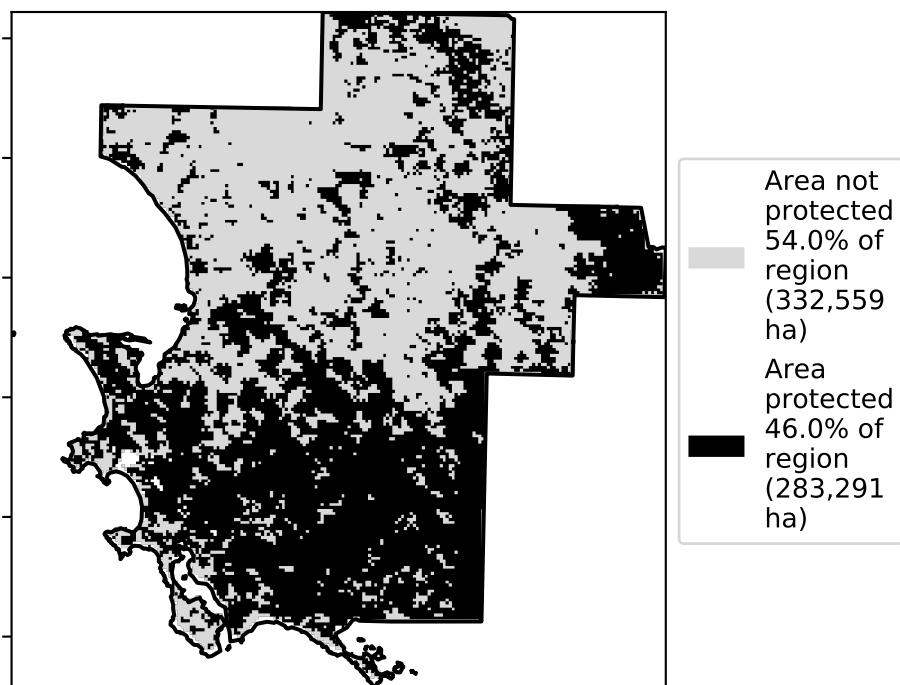 Area not
protected
54.0% of
region
(332,559
ha)
Area
protected
46.0% of
region
(283,291
ha)